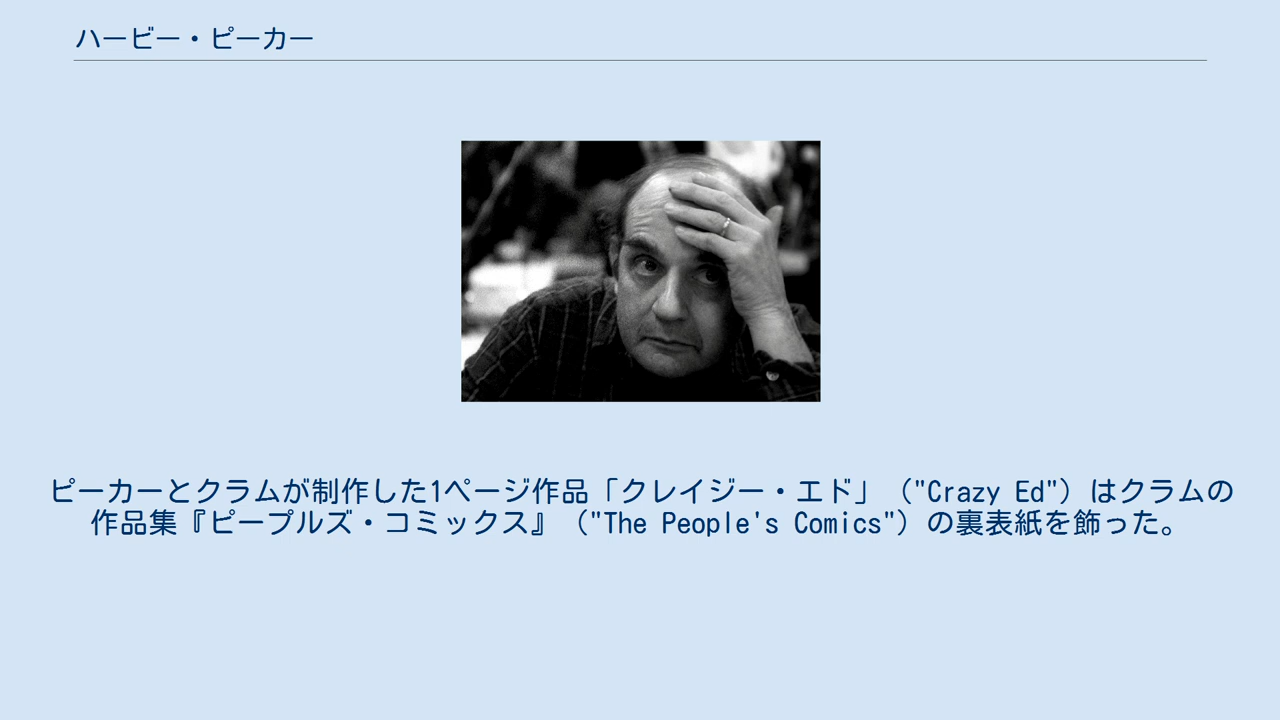 ハービー・ピーカー
ピーカーとクラムが制作した1ページ作品「クレイジー・エド」（"Crazy Ed"）はクラムの
作品集『ピープルズ・コミックス』（"The People's Comics"）の裏表紙を飾った。